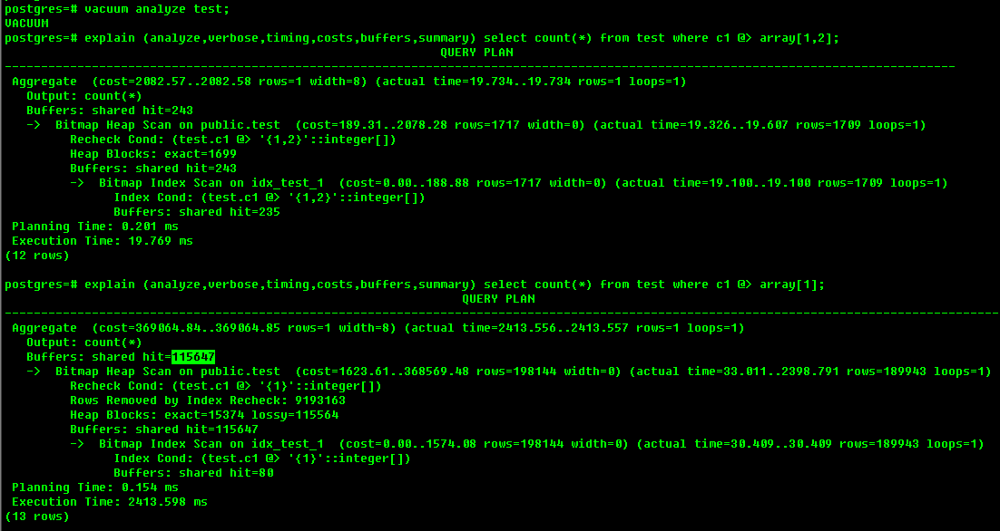 postgres=# vacuum analyze test;
VACUUM
postgres=# explain (analyze,verbose,timing,costs,buffers,summary) select count(*) from test where c1 @> array[1,2];
QUERY PLAN
-----------------------------------------------------------------------------------------------------------------------------------
Aggregate  (cost=2082.57..2082.58 rows=1 width=8) (actual time=19.734..19.734 rows=1 loops=1)
Output: count(*)
Buffers: shared hit=243
->  Bitmap Heap Scan on public.test  (cost=189.31..2078.28 rows=1717 width=0) (actual time=19.326..19.607 rows=1709 loops=1)
Recheck Cond: (test.c1 @> '{1,2}'::integer[])
Heap Blocks: exact=1699
Buffers: shared hit=243
->  Bitmap Index Scan on idx_test_1  (cost=0.00..188.88 rows=1717 width=0) (actual time=19.100..19.100 rows=1709 loops=1)
Index Cond: (test.c1 @> '{1,2}'::integer[])
Buffers: shared hit=235
Planning Time: 0.201 ms
Execution Time: 19.769 ms
(12 rows)
postgres=# explain (analyze,verbose,timing,costs,buffers,summary) select count(*) from test where c1 @> array[1];
QUERY PLAN
-----------------------------------------------------------------------------------------------------------------------------------------
Aggregate  (cost=369064.84..369064.85 rows=1 width=8) (actual time=2413.556..2413.557 rows=1 loops=1)
Output: count(*)
Buffers: shared hit=115647
->  Bitmap Heap Scan on public.test  (cost=1623.61..368569.48 rows=198144 width=0) (actual time=33.011..2398.791 rows=189943 loops=1)
Recheck Cond: (test.c1 @> '{1}'::integer[])
Rows Removed by Index Recheck: 9193163
Heap Blocks: exact=15374 lossy=115564
Buffers: shared hit=115647
->  Bitmap Index Scan on idx_test_1  (cost=0.00..1574.08 rows=198144 width=0) (actual time=30.409..30.409 rows=189943 loops=1)
Index Cond: (test.c1 @> '{1}'::integer[])
Buffers: shared hit=80
Planning Time: 0.154 ms
Execution Time: 2413.598 ms
(13 rows)